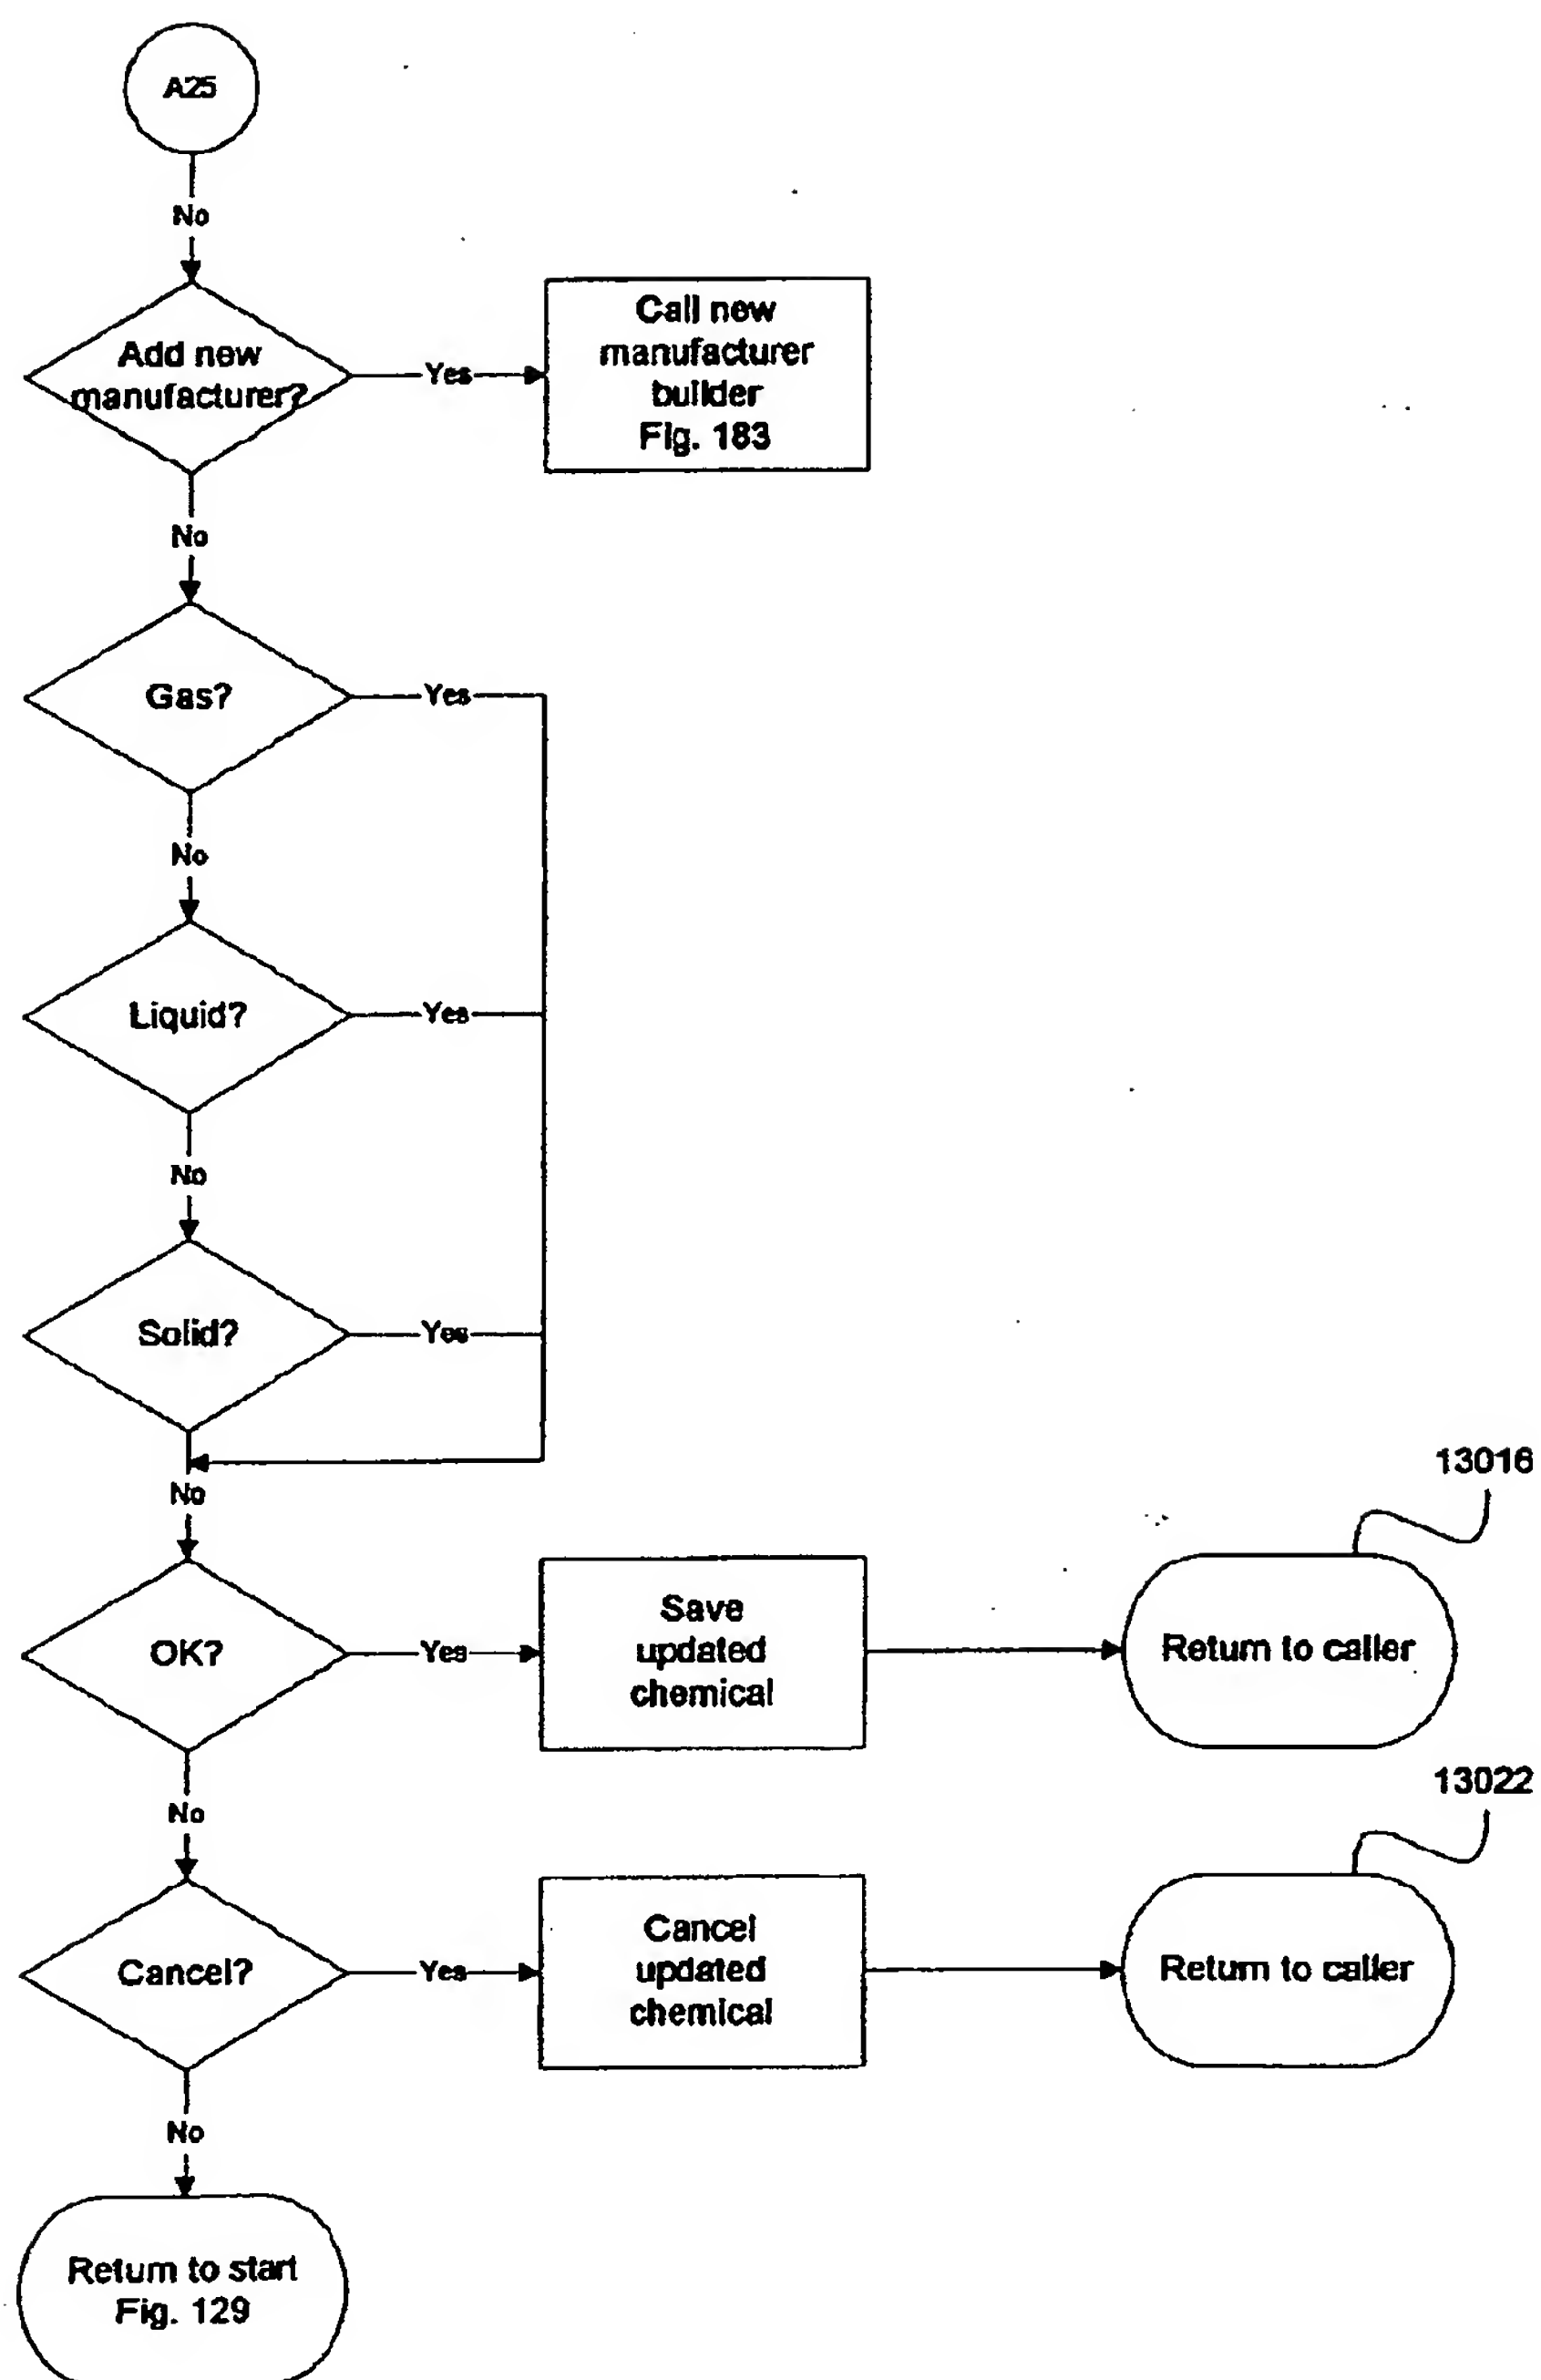 A25
No
Add new
manufacturer?
Yes
Call new
manufacturer
builder
Fig. 183
No
Gas?
Yes
No
Liquid?
Yes
No
Solid?
Yes
No
13016
OK?
Yes
Save
updated
chemical
Return to caller
13022
No
Cancel?
Yes
Cancel
updated
chemical
Return to caller
No
Return to start
Fig. 129